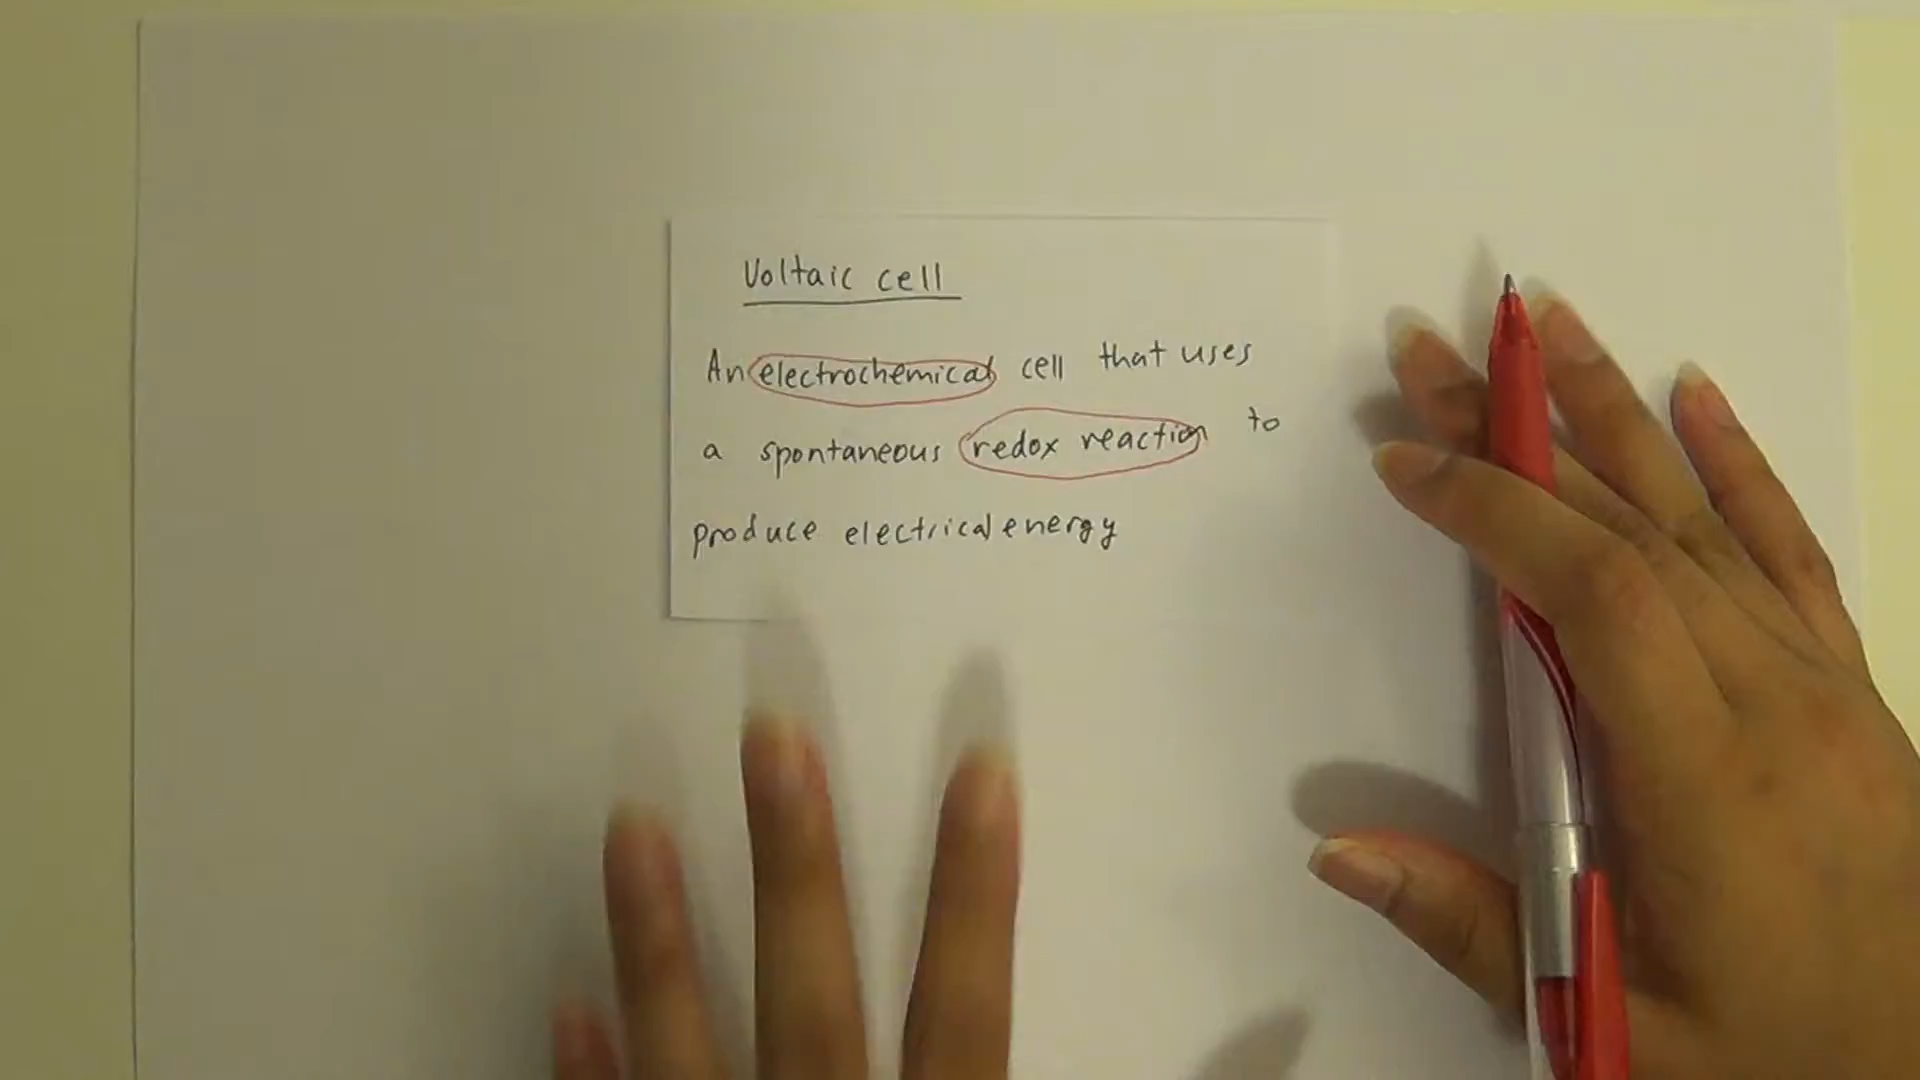 Voltaic cell
An electrochemical cell that uses
a spontaneous redox reaction to
produce electrical energy